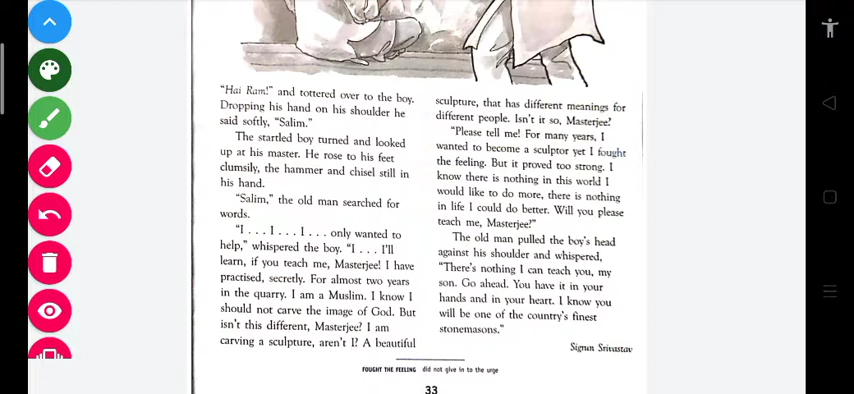 "Hai Ram!" and tottered over to the boy.
Dropping his hand on his shoulder he
said softly, "Salim."
The startled boy turned and looked
up at his master. He rose to his feet
clumsily, the hammer and chisel still in
his hand.
"Salim," the old man searched for
words.
"I . . . I . . . I . . . only wanted to
help," whispered the boy. "I . . . I'll
learn, if you teach me, Masterjee! I have
practised, secretly. For almost two years
in the quarry. I am a Muslim. I know I
should not carve the image of God. But
isn't this different, Masterjee? I am
carving a sculpture, aren't I? A beautiful
sculpture, that has different meanings for
different people. Isn't it so, Masterjee?
"Please tell me! For many years, I
wanted to become a sculptor yet I fought
the feeling. But it proved too strong. I
know there is nothing in this world I
would like to do more, there is nothing
in life I could do better. Will you please
teach me, Masterjee?"
The old man pulled the boy's head
against his shoulder and whispered,
"There's nothing I can teach you, my
son. Go ahead. You have it in your
hands and in your heart. I know you
will be one of the country's finest
stonemasons."
Sigrun Srivastav
FOUGHT THE FEELING did not give in to the urge
33